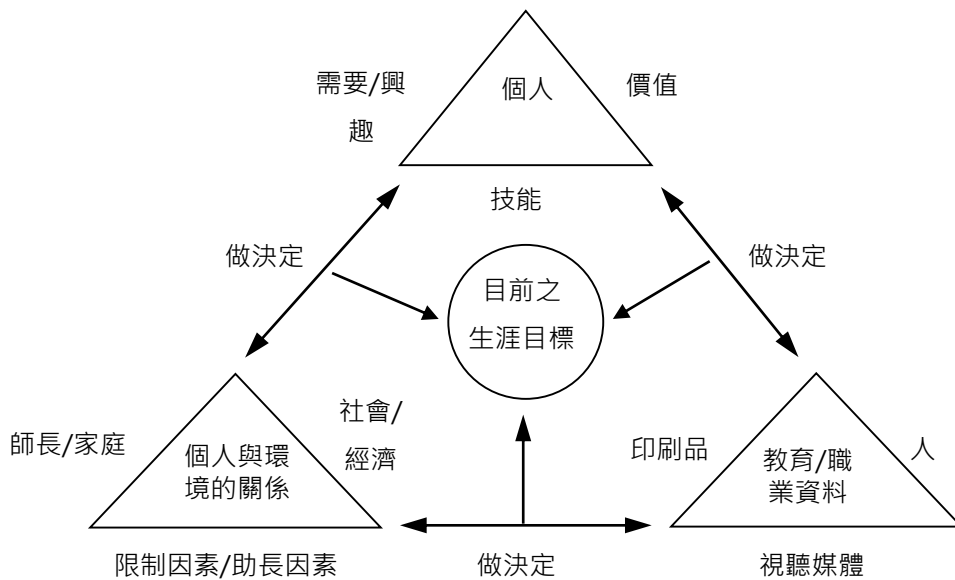 需要/興
趣
個人
價值
技能
做決定
做決定
目前之
生涯目標
師長/家庭
個人與環
境的關係
社會/
經濟
印刷品
教育/職
業資料
人
限制因素/助長因素
做決定
視聽媒體